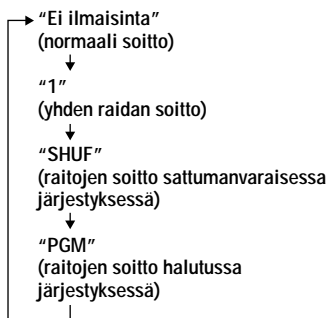 “Ei ilmaisinta”
(normaali soitto)
“1”
(yhden raidan soitto)
“SHUF”
(raitojen soitto sattumanvaraisessa
järjestyksessä)
“PGM”
(raitojen soitto halutussa
järjestyksessä)